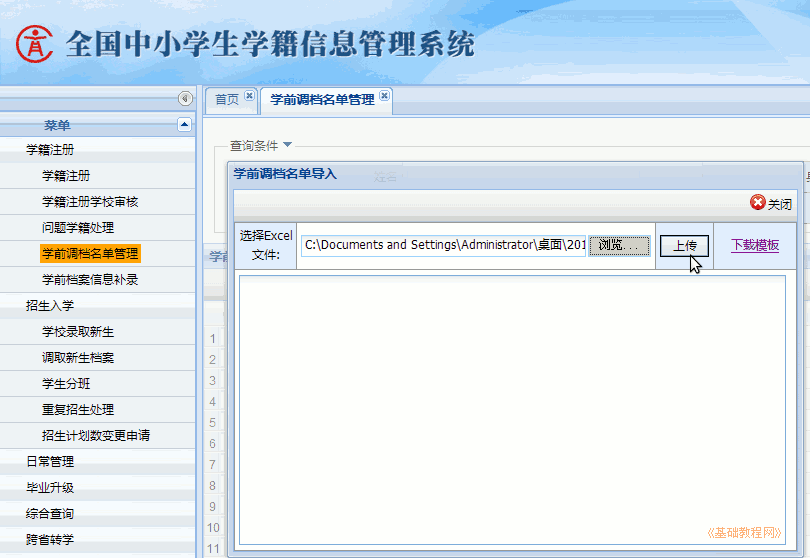 全国中小学生学籍信息管理系统
首页
学前调档名单管理
菜单
学籍注册
学籍注册
学籍注册学校审核
问题学籍处理
学前调档名单管理
学前档案信息补录
招生入学
学校录取新生
调取新生档案
学生分班
重复招生处理
招生计划数变更申请
日常管理
毕业升级
综合查询
跨省转学
查询条件
学前调档名单导入
关闭
选择Excel
文件:
C:\Documents and Settings\Administrator\桌面\201
浏览...
上传
下载模板
学前
1
2
3
4
5
6
7
8
9
10
11
《基础教程网》